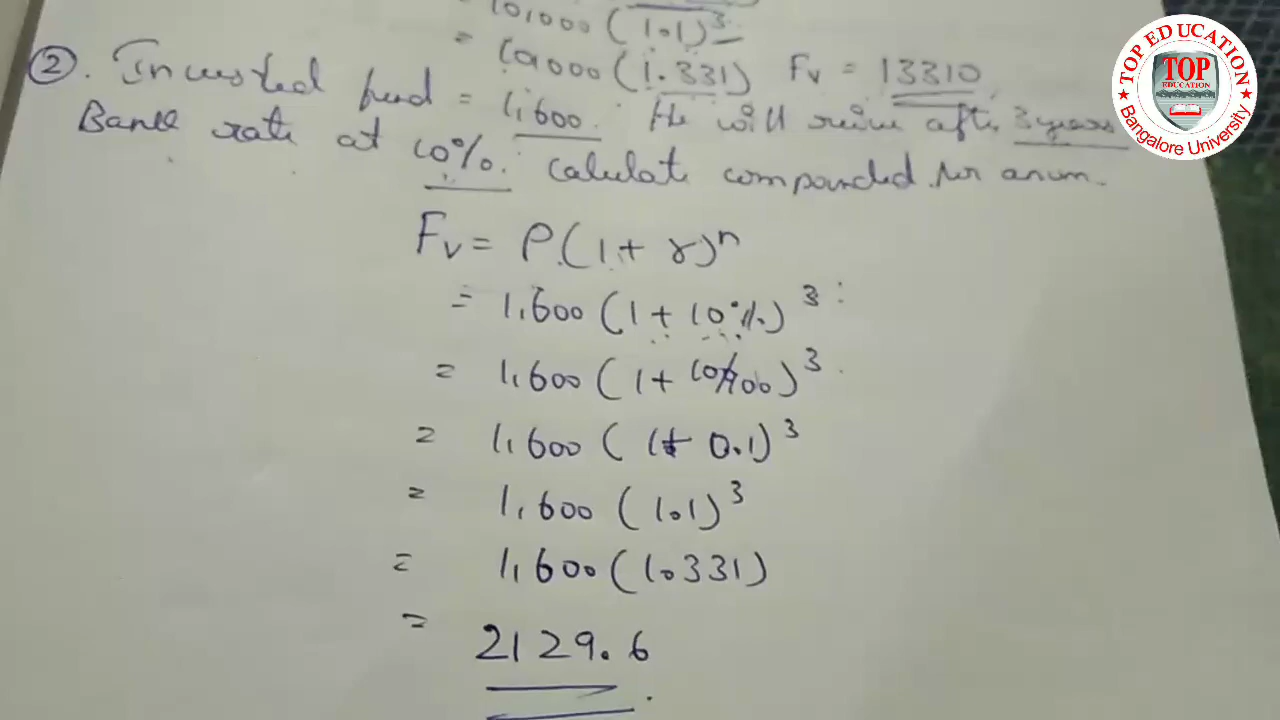 = 10,000 (1.1)³
= 10,000 (1.331) Fv = 13310
②. Invested fund = 1,600. He will reive after 3 years
Bank rate at 10%. Calulate compounded per anum.
Fv = P(1 + r)ⁿ
= 1,600 (1 + 10%)³
= 1,600 (1 + 10/100)³
= 1,600 (1 + 0.1)³
= 1,600 (1.1)³
= 1,600 (1.331)
= 2129.6
TOP EDUCATION
TOP
EDUCATION
Bangalore University